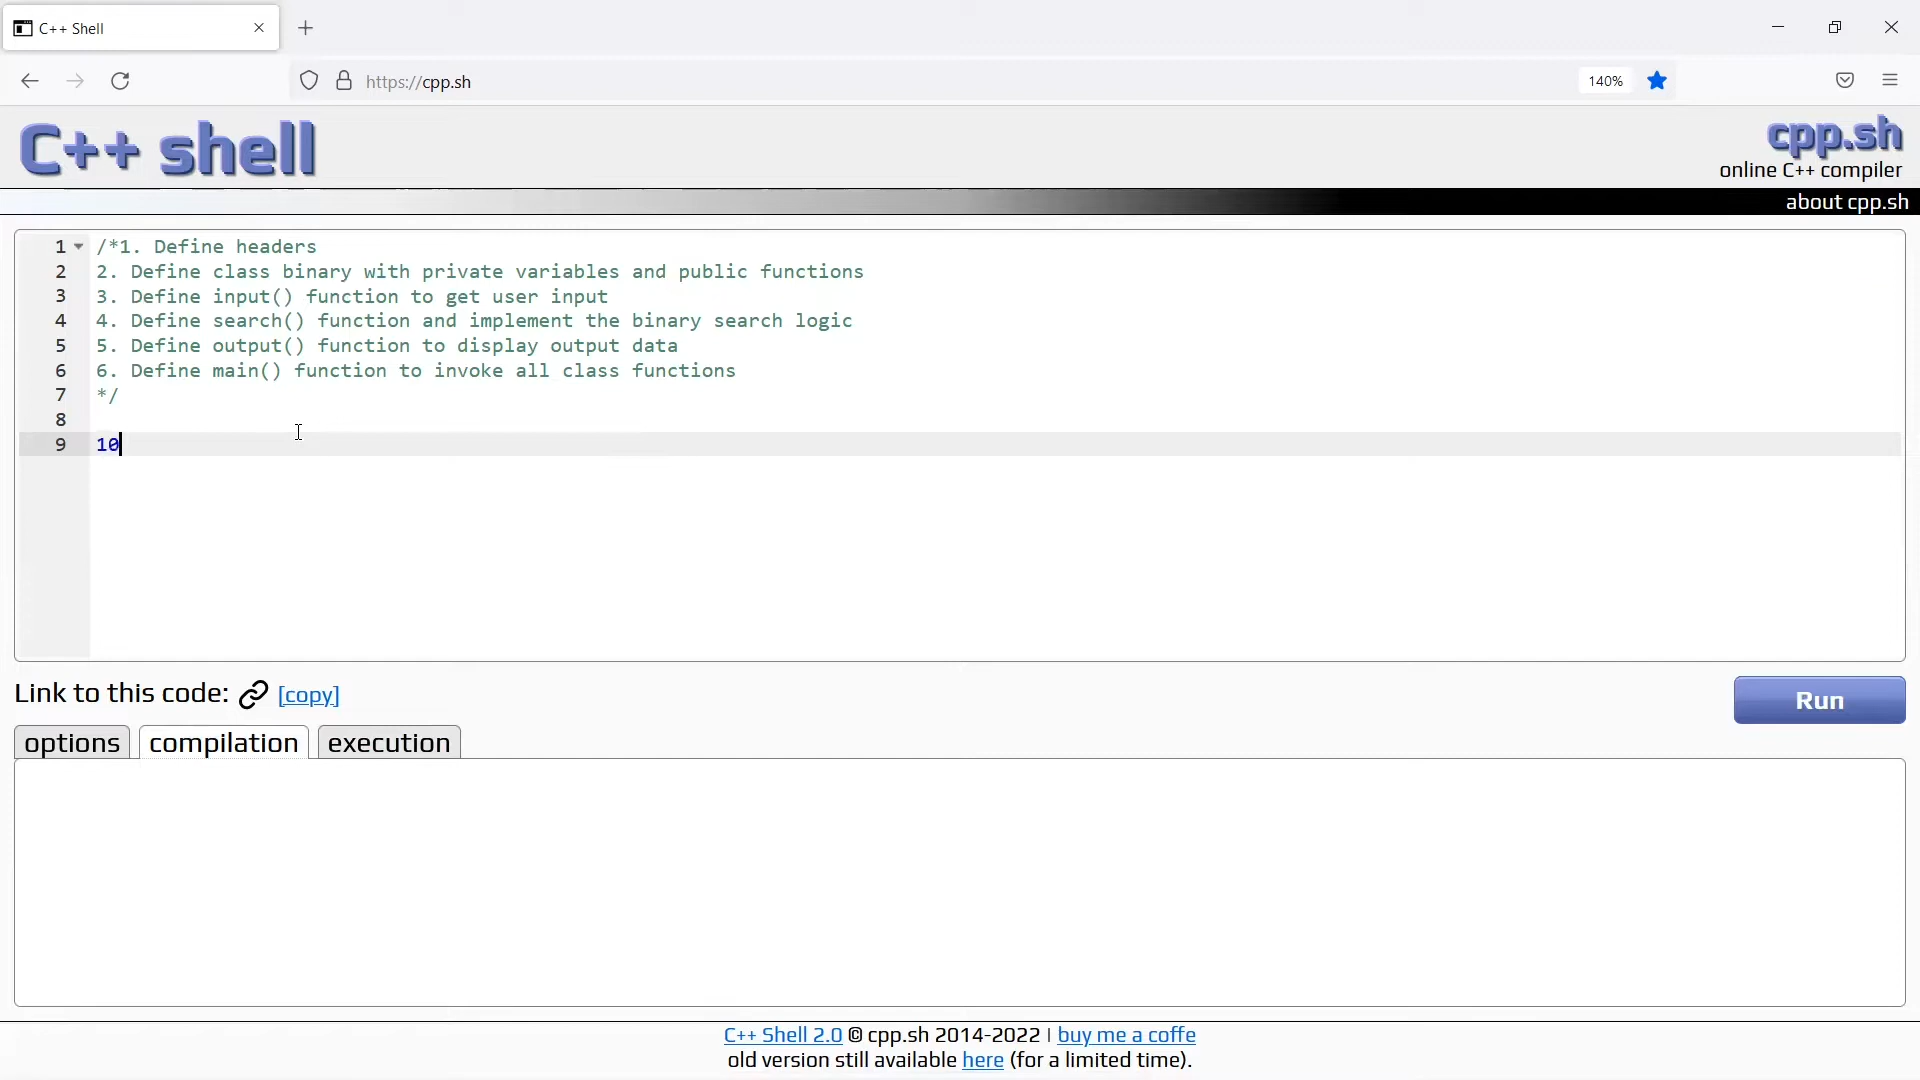 C++ Shell
https://cpp.sh
140%
C++ shell
cpp.sh
online C++ compiler
about cpp.sh
1 /*1. Define headers
2 2. Define class binary with private variables and public functions
3 3. Define input() function to get user input
4 4. Define search() function and implement the binary search logic
5 5. Define output() function to display output data
6 6. Define main() function to invoke all class functions
7 */
8
9 10
Link to this code: [copy]
Run
options compilation execution
C++ Shell 2.0 © cpp.sh 2014-2022 | buy me a coffe
old version still available here (for a limited time).